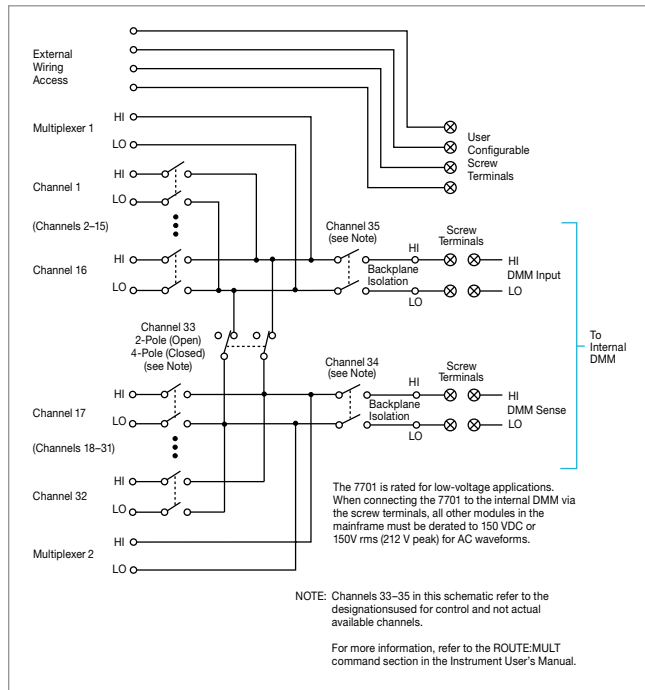 External
Wiring
Access
Multiplexer 1
HI
LO
User
Configurable
Screw
Terminals
Channel 1
HI
LO
(Channels 2–15)
Channel 16
HI
LO
Channel 35
(see Note)
Backplane
Isolation
HI
LO
Screw
Terminals
HI
DMM Input
LO
Channel 33
2-Pole (Open)
4-Pole (Closed)
(see Note)
To
Internal
DMM
Channel 17
HI
LO
(Channels 18–31)
Channel 34
(see Note)
Backplane
Isolation
HI
LO
Screw
Terminals
HI
DMM Sense
LO
Channel 32
HI
LO
Multiplexer 2
HI
LO
The 7701 is rated for low-voltage applications.
When connecting the 7701 to the internal DMM via
the screw terminals, all other modules in the
mainframe must be derated to 150 VDC or
150V rms (212 V peak) for AC waveforms.
NOTE: Channels 33–35 in this schematic refer to the
designationsused for control and not actual
available channels.
For more information, refer to the ROUTE:MULT
command section in the Instrument User's Manual.